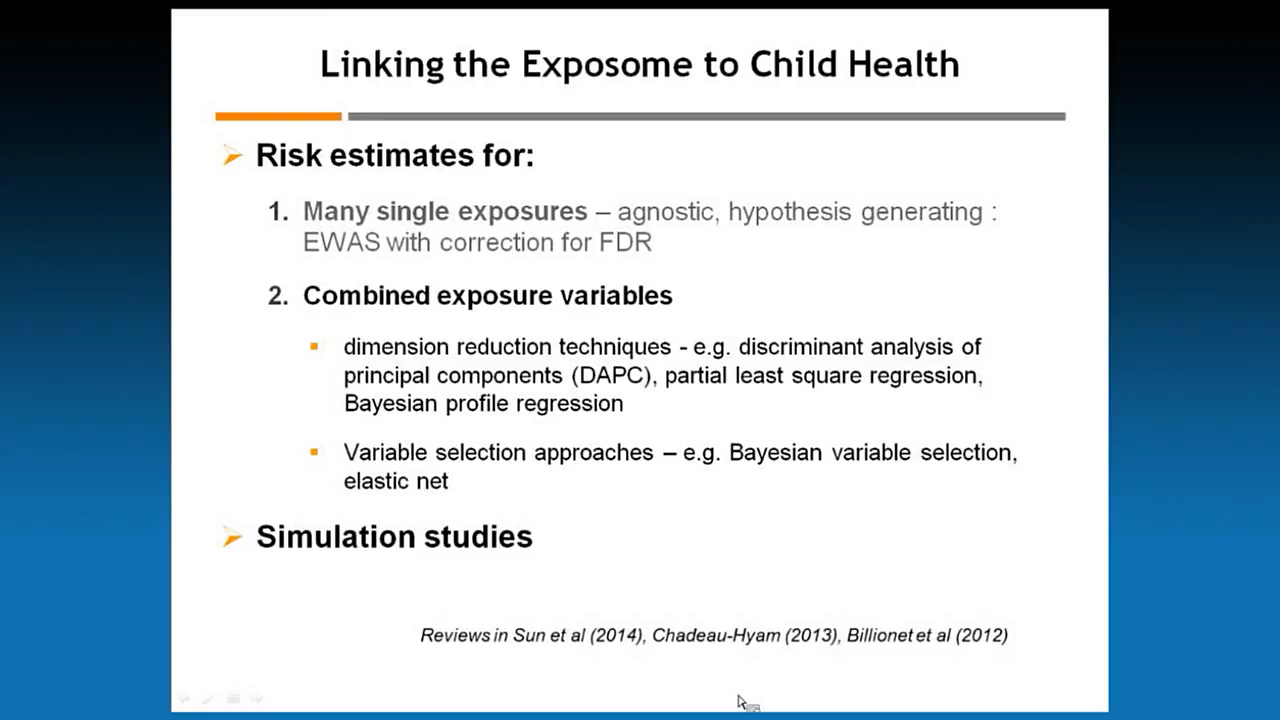 Linking the Exposome to Child Health
Risk estimates for:
1. Many single exposures – agnostic, hypothesis generating :
EWAS with correction for FDR
2. Combined exposure variables
dimension reduction techniques - e.g. discriminant analysis of
principal components (DAPC), partial least square regression,
Bayesian profile regression
Variable selection approaches – e.g. Bayesian variable selection,
elastic net
Simulation studies
Reviews in Sun et al (2014), Chadeau-Hyam (2013), Billionet et al (2012)